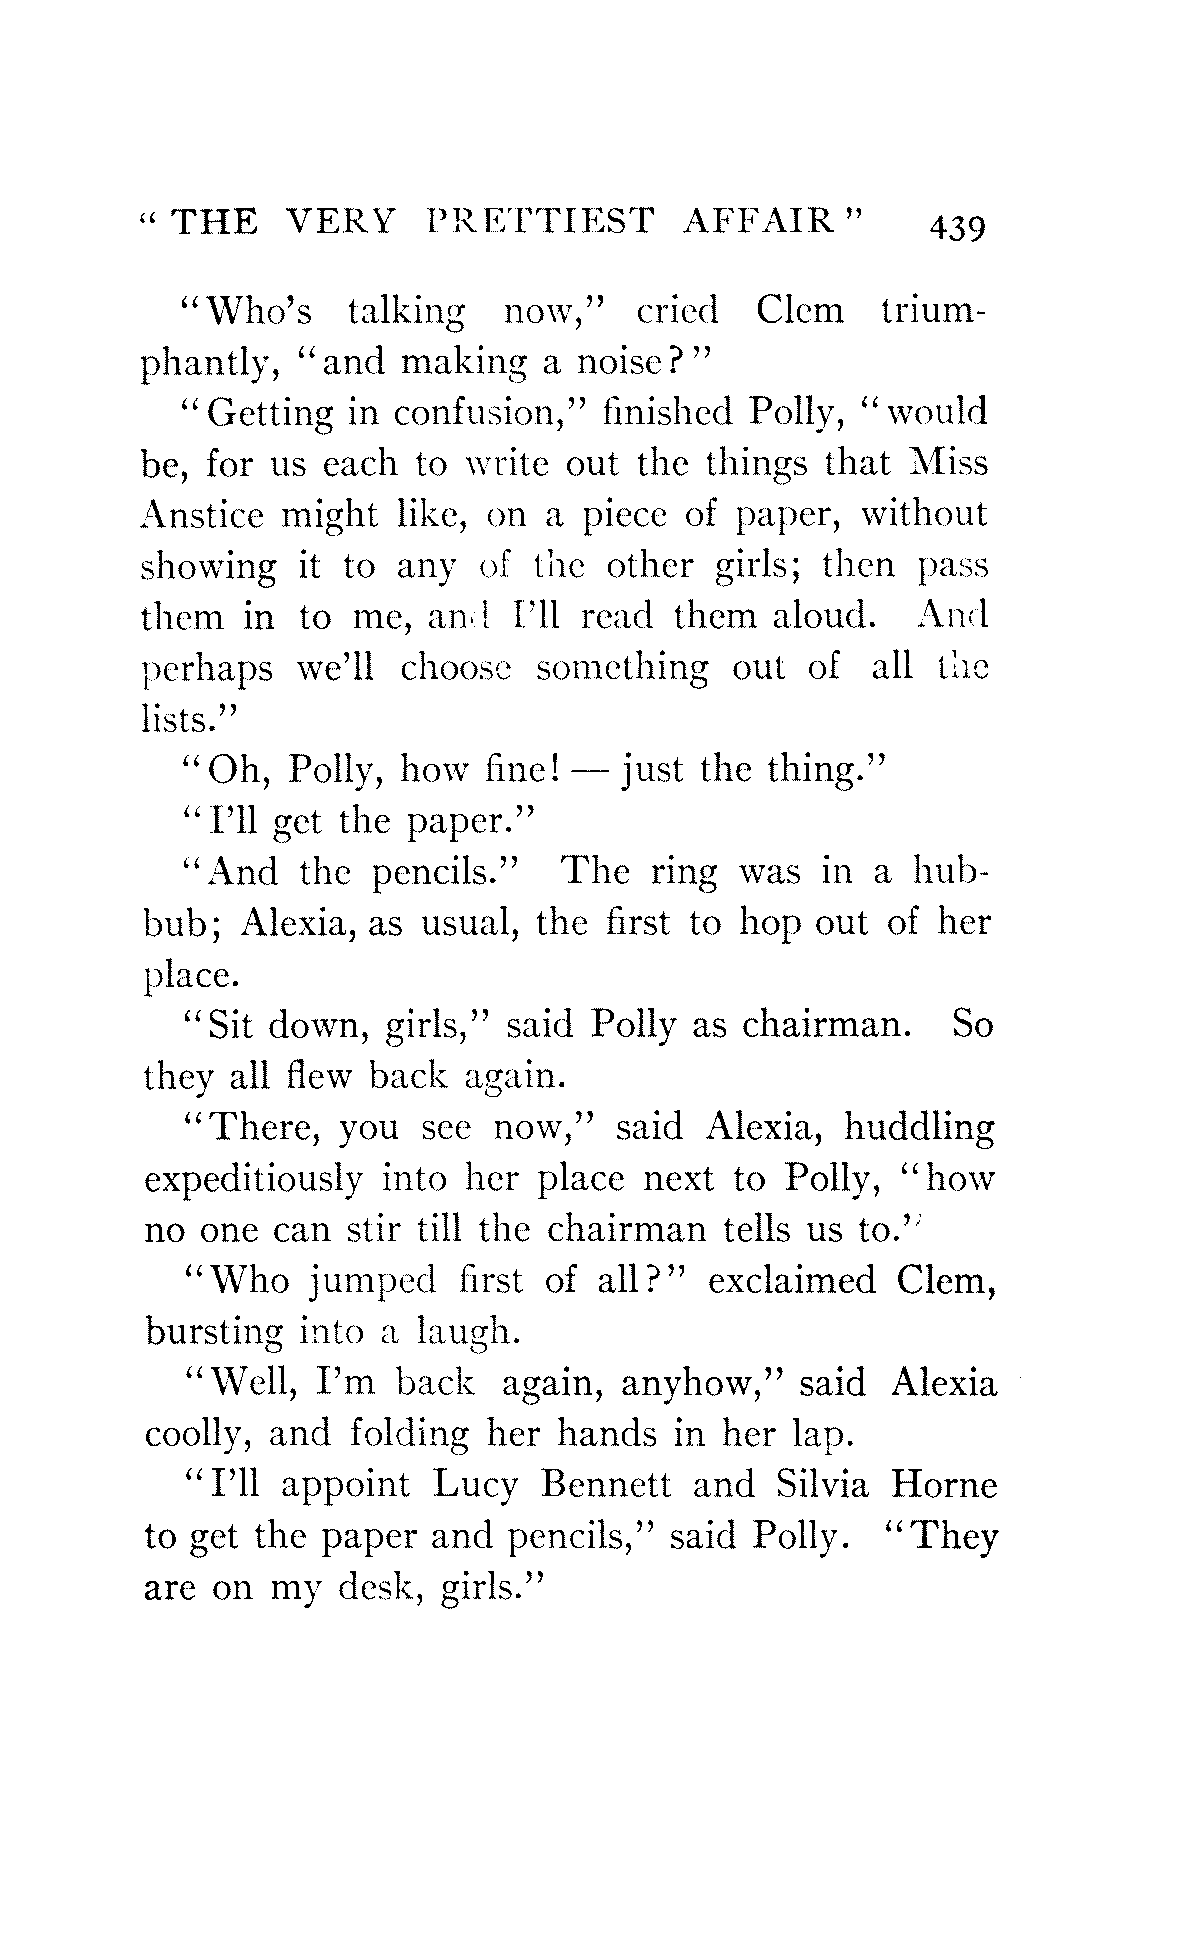 " THE VERY PRETTIEST AFFAIR " 439
"Who's talking now," cried Clem trium-
phantly, "and making a noise?"
"Getting in confusion," finished Polly, "would
be, for us each to write out the things that Miss
Anstice might like, on a piece of paper, without
showing it to any of the other girls; then pass
them in to me, and I'll read them aloud. And
perhaps we'll choose something out of all the
lists."
"Oh, Polly, how fine! — just the thing."
"I'll get the paper."
"And the pencils." The ring was in a hub-
bub; Alexia, as usual, the first to hop out of her
place.
"Sit down, girls," said Polly as chairman. So
they all flew back again.
"There, you see now," said Alexia, huddling
expeditiously into her place next to Polly, "how
no one can stir till the chairman tells us to."
"Who jumped first of all?" exclaimed Clem,
bursting into a laugh.
"Well, I'm back again, anyhow," said Alexia
coolly, and folding her hands in her lap.
"I'll appoint Lucy Bennett and Silvia Horne
to get the paper and pencils," said Polly. "They
are on my desk, girls."